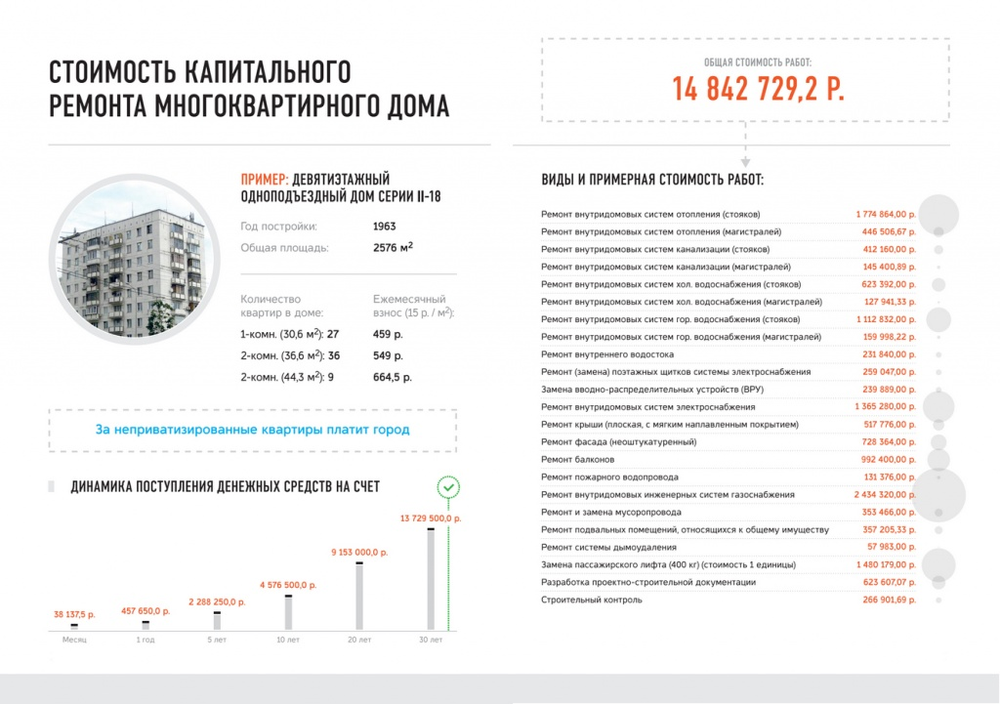 СТОИМОСТЬ КАПИТАЛЬНОГО
РЕМОНТА МНОГОКВАРТИРНОГО ДОМА
ПРИМЕР: ДЕВЯТИЭТАЖНЫЙ
ОДНОПОДЪЕЗДНЫЙ ДОМ СЕРИИ II-18
Год постройки: 1963
Общая площадь: 2576 м²
Количество квартир в доме: Ежемесячный взнос (15 р. / м²):
1-комн. (30,6 м²): 27 459 р.
2-комн. (36,6 м²): 36 549 р.
2-комн. (44,3 м²): 9 664,5 р.
За неприватизированные квартиры платит город
ДИНАМИКА ПОСТУПЛЕНИЯ ДЕНЕЖНЫХ СРЕДСТВ НА СЧЕТ
38 137,5 р.
457 650,0 р.
2 288 250,0 р.
4 576 500,0 р.
9 153 000,0 р.
13 729 500,0 р.
Месяц 1 год 5 лет 10 лет 20 лет 30 лет
ОБЩАЯ СТОИМОСТЬ РАБОТ:
14 842 729,2 Р.
ВИДЫ И ПРИМЕРНАЯ СТОИМОСТЬ РАБОТ:
Ремонт внутридомовых систем отопления (стояков) 1 774 864,00 р.
Ремонт внутридомовых систем отопления (магистралей) 446 506,67 р.
Ремонт внутридомовых систем канализации (стояков) 412 160,00 р.
Ремонт внутридомовых систем канализации (магистралей) 145 400,89 р.
Ремонт внутридомовых систем хол. водоснабжения (стояков) 623 392,00 р.
Ремонт внутридомовых систем хол. водоснабжения (магистралей) 127 941,33 р.
Ремонт внутридомовых систем гор. водоснабжения (стояков) 1 112 832,00 р.
Ремонт внутридомовых систем гор. водоснабжения (магистралей) 159 998,22 р.
Ремонт внутреннего водостока 231 840,00 р.
Ремонт (замена) поэтажных щитков системы электроснабжения 259 047,00 р.
Замена вводно-распределительных устройств (ВРУ) 239 889,00 р.
Ремонт внутридомовых систем электроснабжения 1 365 280,00 р.
Ремонт крыши (плоская, с мягким наплавленным покрытием) 517 776,00 р.
Ремонт фасада (неоштукатуренный) 728 364,00 р.
Ремонт балконов 992 400,00 р.
Ремонт пожарного водопровода 131 376,00 р.
Ремонт внутридомовых инженерных систем газоснабжения 2 434 320,00 р.
Ремонт и замена мусоропровода 353 466,00 р.
Ремонт подвальных помещений, относящихся к общему имуществу 357 205,33 р.
Ремонт системы дымоудаления 57 983,00 р.
Замена пассажирского лифта (400 кг) (стоимость 1 единицы) 1 480 179,00 р.
Разработка проектно-строительной документации 623 607,07 р.
Строительный контроль 266 901,69 р.